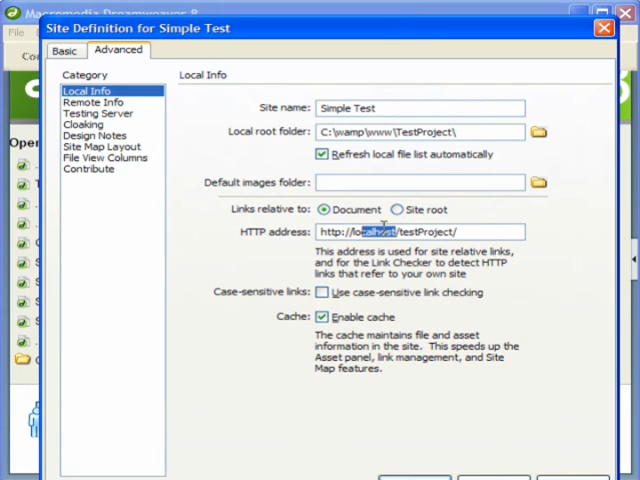 Macromedia Dreamweaver 8
File
Site Definition for Simple Test
Basic
Advanced
Category
Local Info
Remote Info
Testing Server
Cloaking
Design Notes
Site Map Layout
File View Columns
Contribute
Local Info
Site name: Simple Test
Local root folder: C:\wamp\www\TestProject\
Refresh local file list automatically
Default images folder:
Links relative to: Document Site root
HTTP address: http://localhost/testProject/
This address is used for site relative links,
and for the Link Checker to detect HTTP
links that refer to your own site
Case-sensitive links: Use case-sensitive link checking
Cache: Enable cache
The cache maintains file and asset
information in the site. This speeds up the
Asset panel, link management, and Site
Map features.